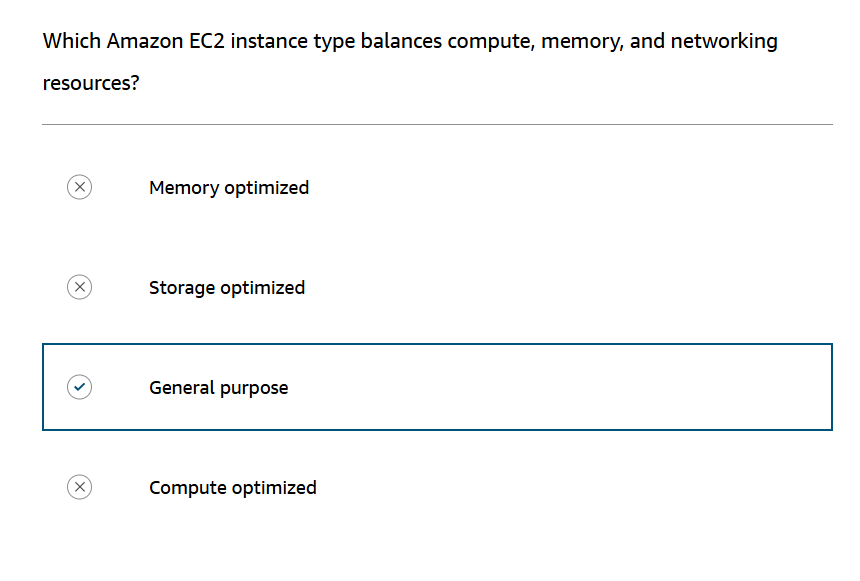 Which Amazon EC2 instance type balances compute, memory, and networking
resources?
Memory optimized
Storage optimized
General purpose
Compute optimized